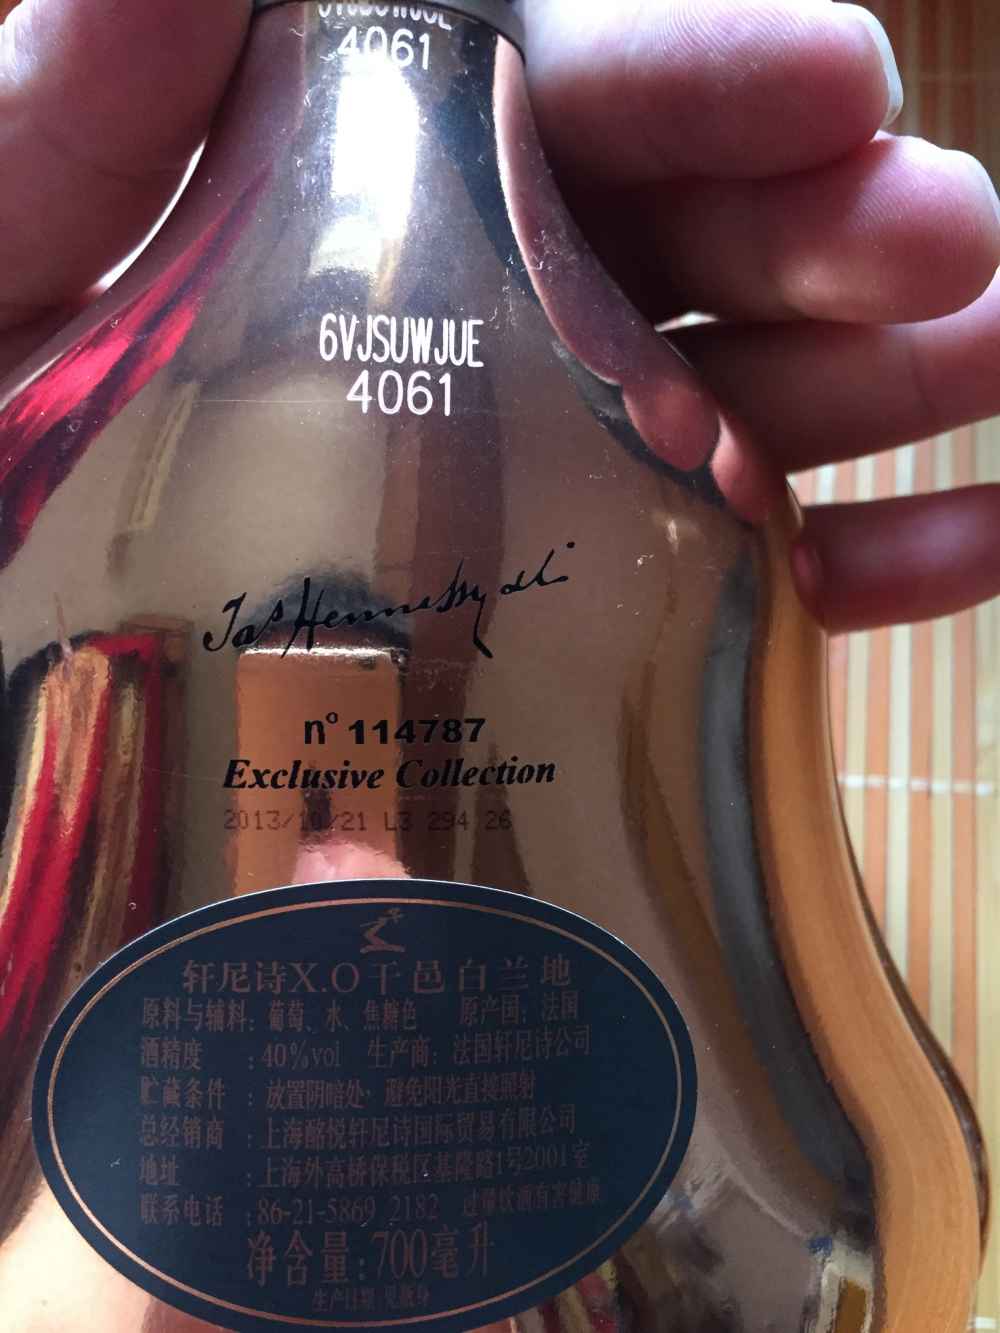 4061
6VJSUWJUE
4061
Jas Hennessy
n° 114787
Exclusive Collection
2013/10/21 L3 294 26
轩尼诗X.O干邑白兰地
原料与辅料：葡萄、水、焦糖色 原产国：法国
酒精度 ：40%vol 生产商：法国轩尼诗公司
贮藏条件 ：放置阴暗处，避免阳光直接照射
总经销商 ：上海酩悦轩尼诗国际贸易有限公司
地址 ：上海外高桥保税区基隆路1号2001室
联系电话 ：86-21-5869 2182 过量饮酒有害健康
净含量：700毫升
生产日期：见瓶身